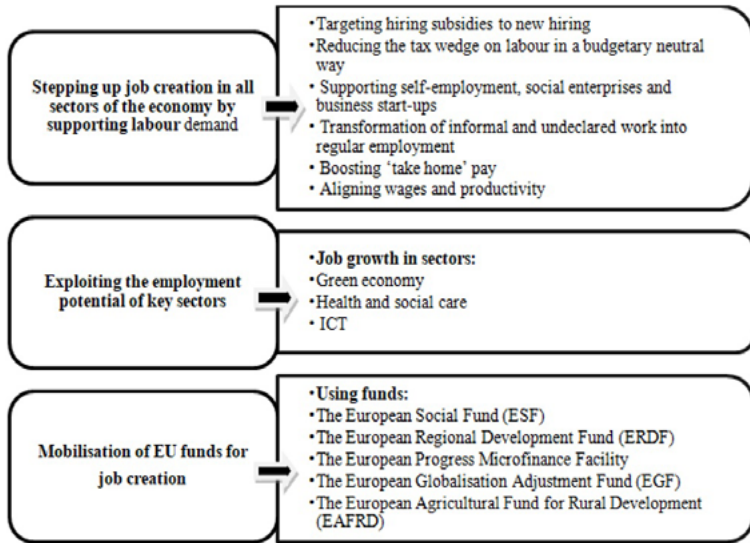 Stepping up job creation in all
sectors of the economy by
supporting labour demand
•Targeting hiring subsidies to new hiring
•Reducing the tax wedge on labour in a budgetary neutral
way
• Supporting self-employment, social enterprises and
business start-ups
• Transformation of informal and undeclared work into
regular employment
•Boosting ‘take home’ pay
• Aligning wages and productivity
Exploiting the employment
potential of key sectors
•Job growth in sectors:
•Green economy
•Health and social care
• ICT
Mobilisation of EU funds for
job creation
•Using funds:
•The European Social Fund (ESF)
•The European Regional Development Fund (ERDF)
•The European Progress Microfinance Facility
•The European Globalisation Adjustment Fund (EGF)
•The European Agricultural Fund for Rural Development
(EAFRD)